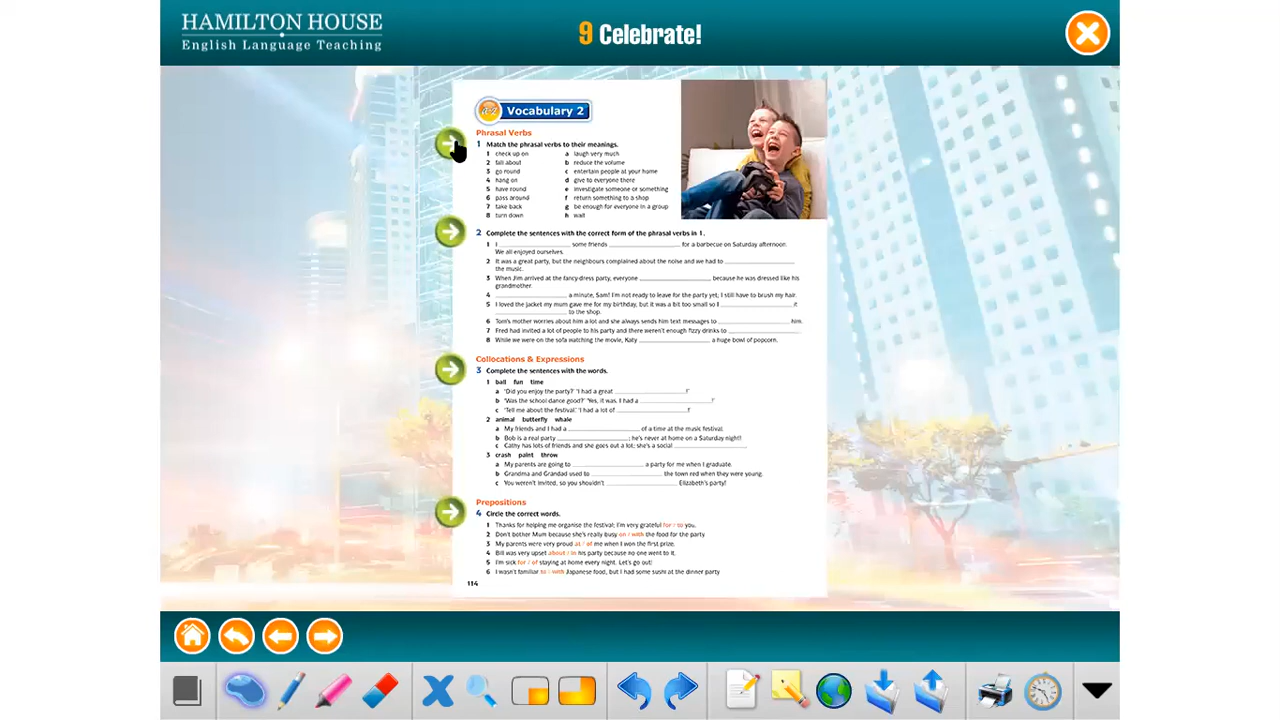 HAMILTON HOUSE
English Language Teaching
9 Celebrate!
Vocabulary 2
Phrasal Verbs
1 Match the phrasal verbs to their meanings.
1 check up on a laugh very much
2 fall about b reduce the volume
3 go round c entertain people at your home
4 hang on d give to everyone there
5 have round e investigate someone or something
6 pass around f return something to a shop
7 take back g be enough for everyone in a group
8 turn down h wait
2 Complete the sentences with the correct form of the phrasal verbs in 1.
1 I ____________ some friends ____________ for a barbecue on Saturday afternoon.
We all enjoyed ourselves.
2 It was a great party, but the neighbours complained about the noise and we had to ____________
the music.
3 When Jim arrived at the fancy-dress party, everyone ____________ because he was dressed like his
grandmother.
4 ____________ a minute, Sam! I'm not ready to leave for the party yet; I still have to brush my hair.
5 I loved the jacket my mum gave me for my birthday, but it was a bit too small so I ____________ it
____________ to the shop.
6 Tom's mother worries about him a lot and she always sends him text messages to ____________ him.
7 Fred had invited a lot of people to his party and there weren't enough fizzy drinks to ____________.
8 While we were on the sofa watching the movie, Katy ____________ a huge bowl of popcorn.
Collocations & Expressions
3 Complete the sentences with the words.
1 ball fun time
a 'Did you enjoy the party?' 'I had a great ____________!'
b 'Was the school dance good?' 'Yes, it was. I had a ____________!'
c 'Tell me about the festival.' 'I had a lot of ____________!'
2 animal butterfly whale
a My friends and I had a ____________ of a time at the music festival.
b Bob is a real party ____________; he's never at home on a Saturday night!
c Cathy has lots of friends and she goes out a lot; she's a social ____________.
3 crash paint throw
a My parents are going to ____________ a party for me when I graduate.
b Grandma and Grandad used to ____________ the town red when they were young.
c You weren't invited, so you shouldn't ____________ Elizabeth's party!
Prepositions
4 Circle the correct words.
1 Thanks for helping me organise the festival; I'm very grateful for / to you.
2 Don't bother Mum because she's really busy on / with the food for the party.
3 My parents were very proud at / of me when I won the first prize.
4 Bill was very upset about / in his party because no one went to it.
5 I'm sick for / of staying at home every night. Let's go out!
6 I wasn't familiar to / with Japanese food, but I had some sushi at the dinner party
114